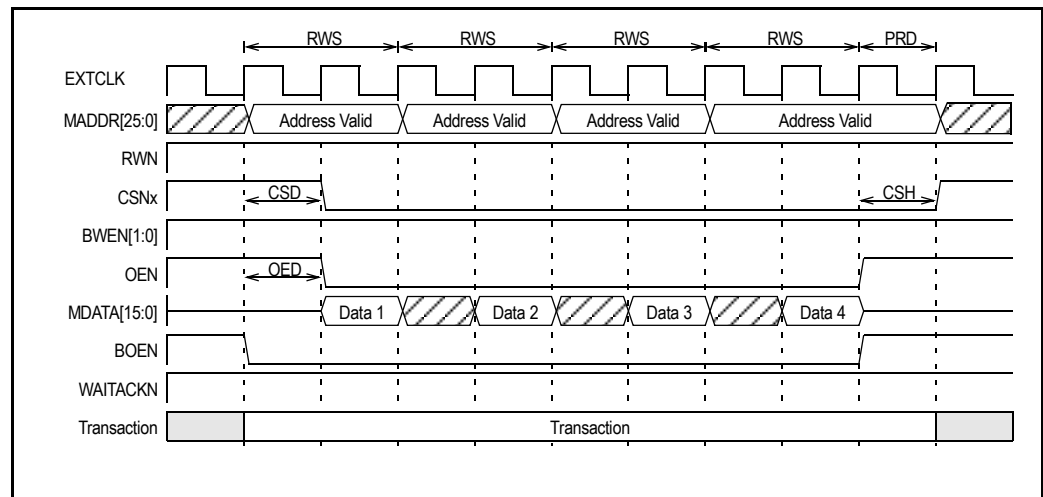 RWS RWS RWS RWS PRD
EXTCLK
MADDR[25:0] Address Valid Address Valid Address Valid Address Valid
RWN
CSNx CSD CSH
BWEN[1:0]
OEN OED
MDATA[15:0] Data 1 Data 2 Data 3 Data 4
BOEN
WAITACKN
Transaction Transaction